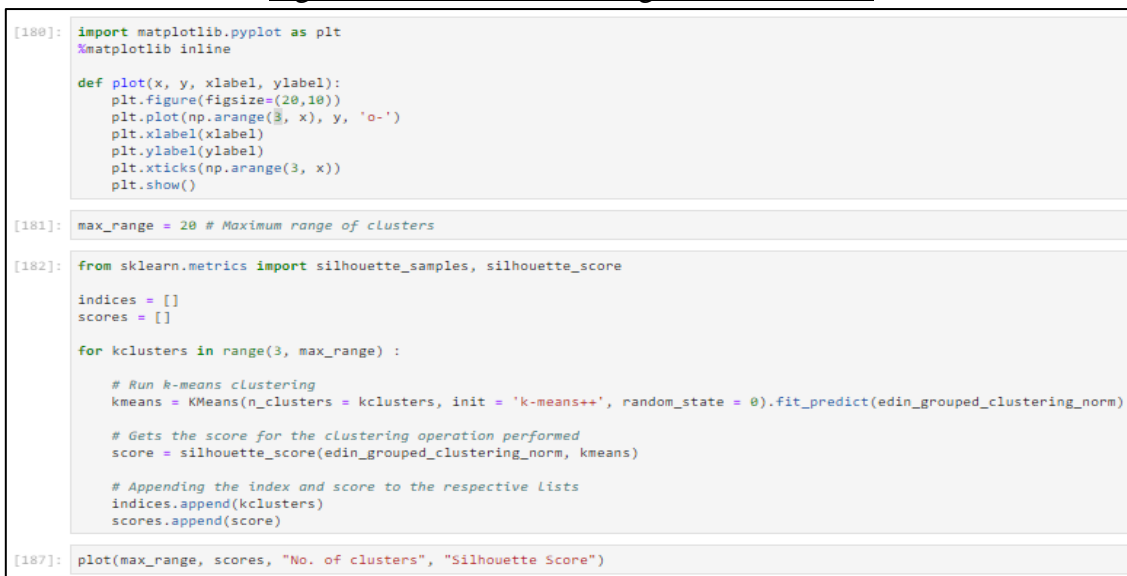 [180]: import matplotlib.pyplot as plt
%matplotlib inline
def plot(x, y, xlabel, ylabel):
    plt.figure(figsize=(20,10))
    plt.plot(np.arange(3, x), y, 'o-')
    plt.xlabel(xlabel)
    plt.ylabel(ylabel)
    plt.xticks(np.arange(3, x))
    plt.show()
[181]: max_range = 20 # Maximum range of clusters
[182]: from sklearn.metrics import silhouette_samples, silhouette_score
indices = []
scores = []
for kclusters in range(3, max_range) :
    # Run k-means clustering
    kmeans = KMeans(n_clusters = kclusters, init = 'k-means++', random_state = 0).fit_predict(edin_grouped_clustering_norm)
    # Gets the score for the clustering operation performed
    score = silhouette_score(edin_grouped_clustering_norm, kmeans)
    # Appending the index and score to the respective lists
    indices.append(kclusters)
    scores.append(score)
[187]: plot(max_range, scores, "No. of clusters", "Silhouette Score")